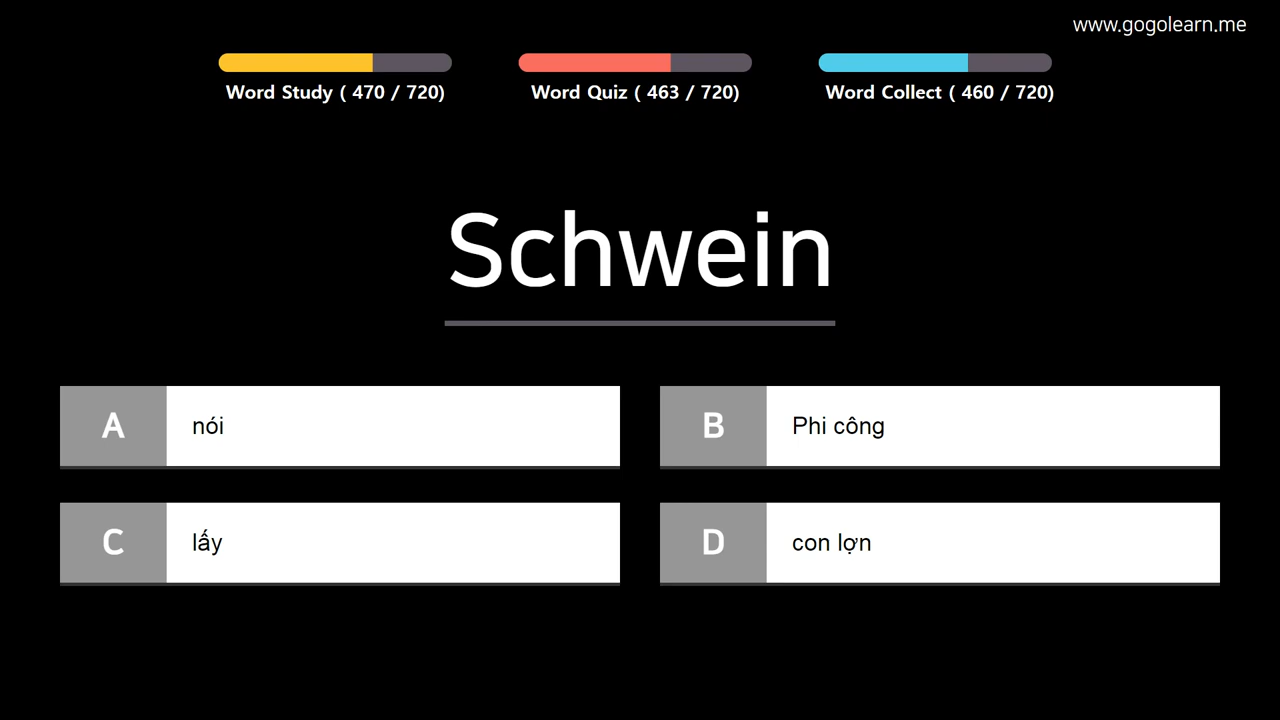 www.gogolearn.me
Word Study ( 470 / 720)
Word Quiz ( 463 / 720)
Word Collect ( 460 / 720)
Schwein
A nói
B Phi công
C lấy
D con lợn